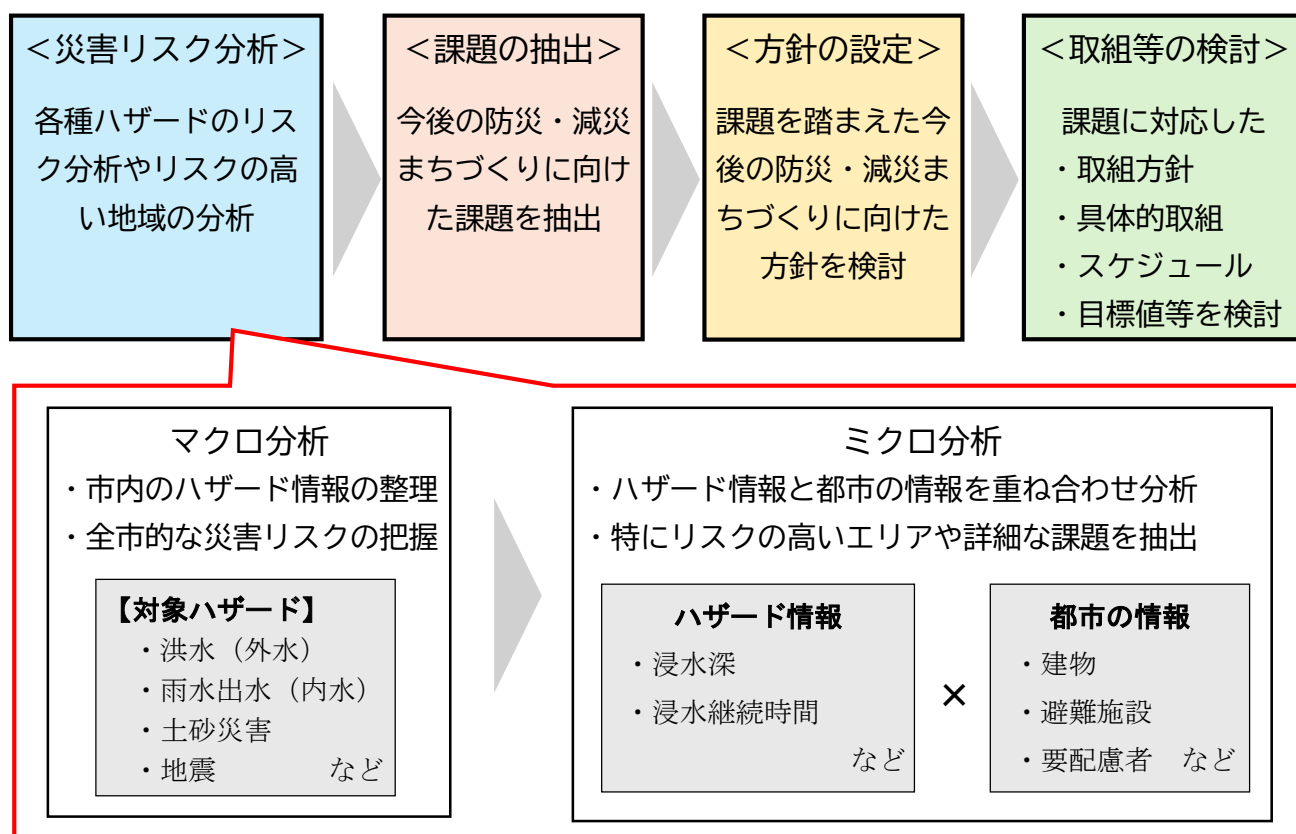 ＜災害リスク分析＞
各種ハザードのリス
ク分析やリスクの高
い地域の分析
＜課題の抽出＞
今後の防災・減災
まちづくりに向け
た課題を抽出
＜方針の設定＞
課題を踏まえた今
後の防災・減災ま
ちづくりに向けた
方針を検討
＜取組等の検討＞
課題に対応した
・取組方針
・具体的取組
・スケジュール
・目標値等を検討
マクロ分析
・市内のハザード情報の整理
・全市的な災害リスクの把握
【対象ハザード】
・洪水（外水）
・雨水出水（内水）
・土砂災害
・地震　　　　など
ミクロ分析
・ハザード情報と都市の情報を重ね合わせ分析
・特にリスクの高いエリアや詳細な課題を抽出
ハザード情報
・浸水深
・浸水継続時間
など
×
都市の情報
・建物
・避難施設
・要配慮者　など